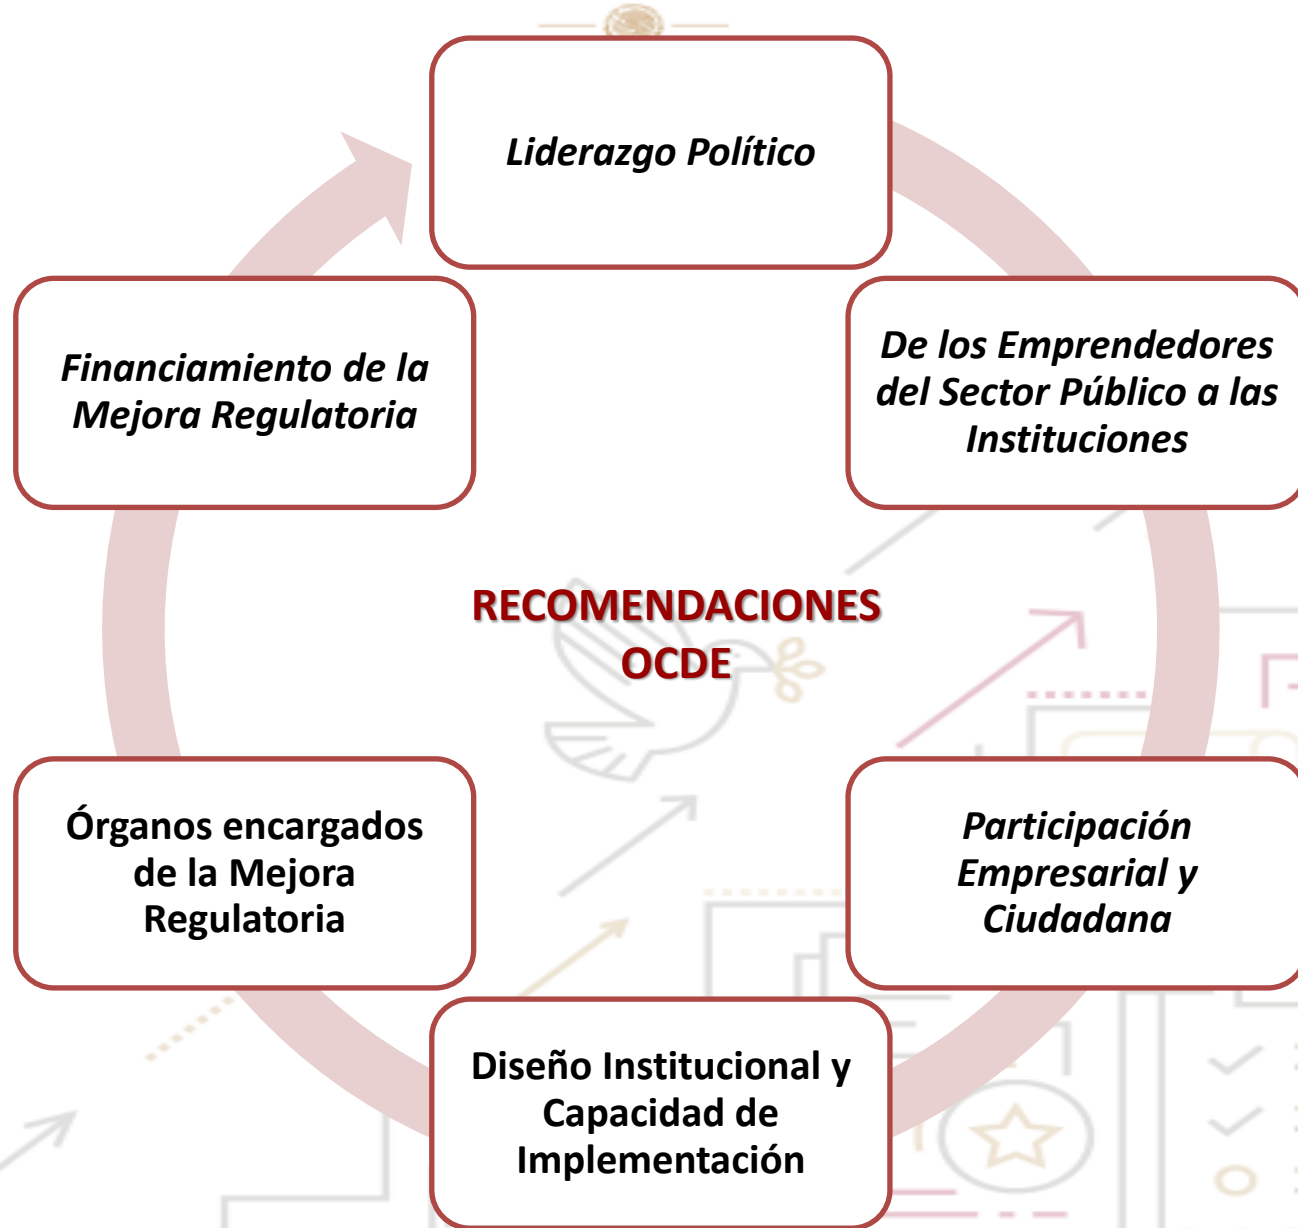 Liderazgo Político
De los Emprendedores
del Sector Público a las
Instituciones
Participación
Empresarial y
Ciudadana
Diseño Institucional y
Capacidad de
Implementación
Órganos encargados
de la Mejora
Regulatoria
Financiamiento de la
Mejora Regulatoria
RECOMENDACIONES
OCDE